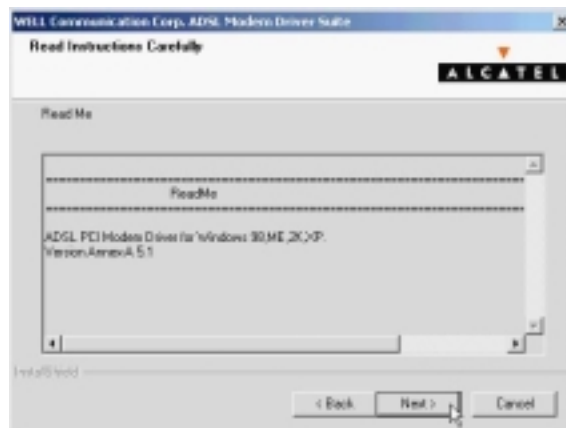 WELL Communication Corp. ADSL Modem Driver Suite
Read Instructions Carefully
ALCATEL
Read Me
ReadMe
ADSL PCI Modem Driver for Windows 98,ME,2K,XP.
Version:AnnexA 5.1
InstallShield
< Back
Next >
Cancel